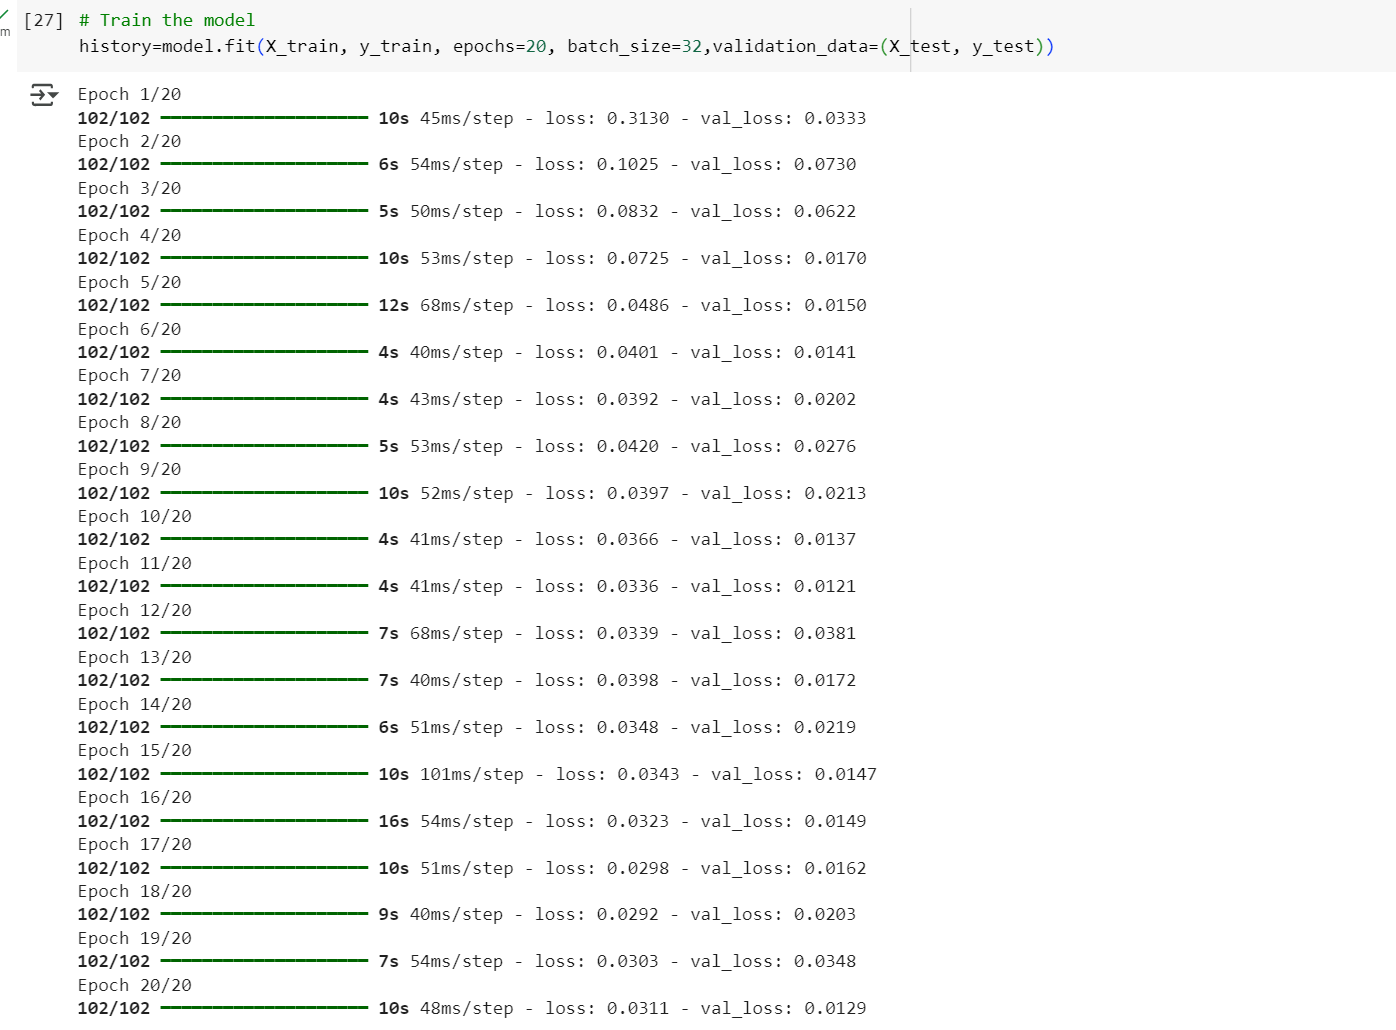 [27] # Train the model
history=model.fit(X_train, y_train, epochs=20, batch_size=32,validation_data=(X_test, y_test))
m
Epoch 1/20
102/102 10s 45ms/step - loss: 0.3130 - val_loss: 0.0333
Epoch 2/20
102/102 6s 54ms/step - loss: 0.1025 - val_loss: 0.0730
Epoch 3/20
102/102 5s 50ms/step - loss: 0.0832 - val_loss: 0.0622
Epoch 4/20
102/102 10s 53ms/step - loss: 0.0725 - val_loss: 0.0170
Epoch 5/20
102/102 12s 68ms/step - loss: 0.0486 - val_loss: 0.0150
Epoch 6/20
102/102 4s 40ms/step - loss: 0.0401 - val_loss: 0.0141
Epoch 7/20
102/102 4s 43ms/step - loss: 0.0392 - val_loss: 0.0202
Epoch 8/20
102/102 5s 53ms/step - loss: 0.0420 - val_loss: 0.0276
Epoch 9/20
102/102 10s 52ms/step - loss: 0.0397 - val_loss: 0.0213
Epoch 10/20
102/102 4s 41ms/step - loss: 0.0366 - val_loss: 0.0137
Epoch 11/20
102/102 4s 41ms/step - loss: 0.0336 - val_loss: 0.0121
Epoch 12/20
102/102 7s 68ms/step - loss: 0.0339 - val_loss: 0.0381
Epoch 13/20
102/102 7s 40ms/step - loss: 0.0398 - val_loss: 0.0172
Epoch 14/20
102/102 6s 51ms/step - loss: 0.0348 - val_loss: 0.0219
Epoch 15/20
102/102 10s 101ms/step - loss: 0.0343 - val_loss: 0.0147
Epoch 16/20
102/102 16s 54ms/step - loss: 0.0323 - val_loss: 0.0149
Epoch 17/20
102/102 10s 51ms/step - loss: 0.0298 - val_loss: 0.0162
Epoch 18/20
102/102 9s 40ms/step - loss: 0.0292 - val_loss: 0.0203
Epoch 19/20
102/102 7s 54ms/step - loss: 0.0303 - val_loss: 0.0348
Epoch 20/20
102/102 10s 48ms/step - loss: 0.0311 - val_loss: 0.0129